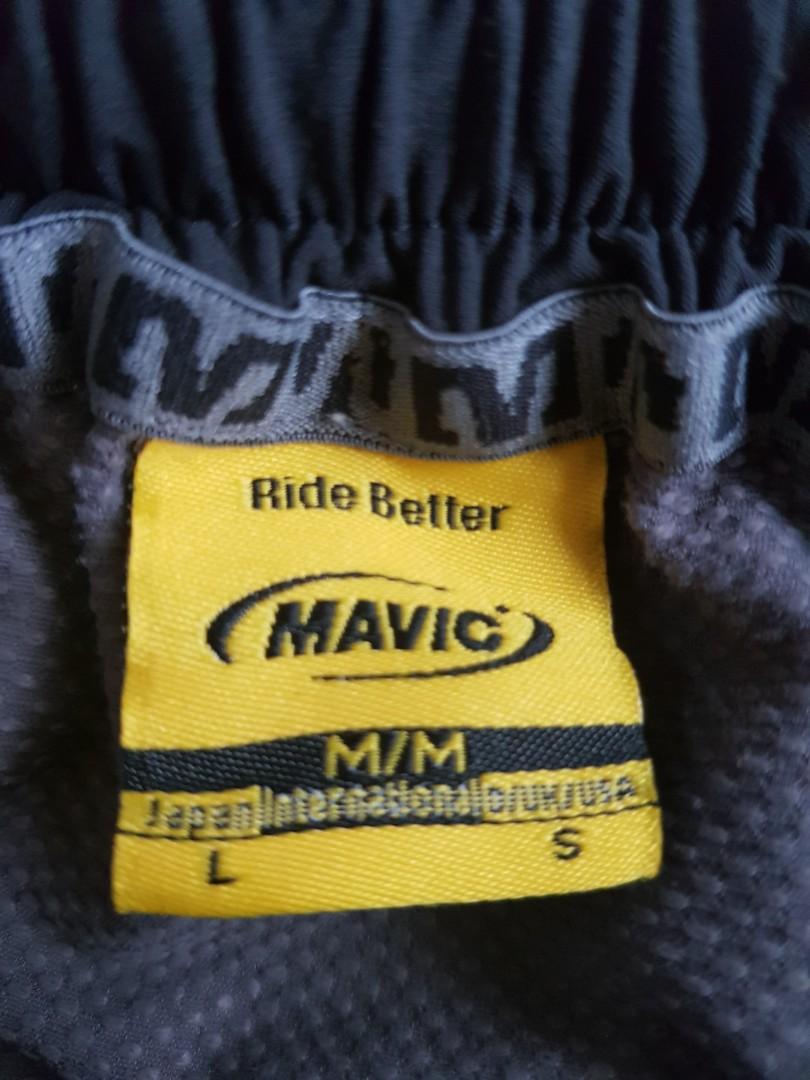 Ride Better
MAVIC
M/M
Japan International D/UK/USA
L S